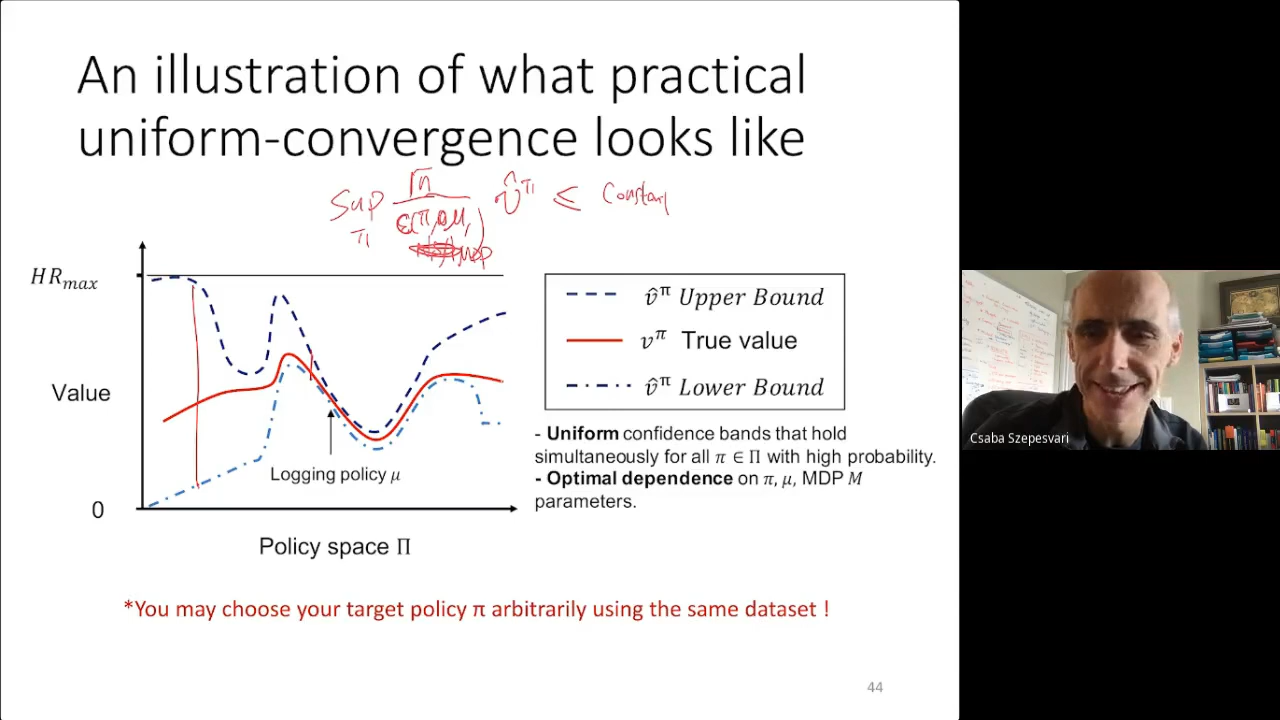 An illustration of what practical
uniform-convergence looks like
Sup √n v̂^π ≤ Constant
π
HR_max
Value
0
Logging policy μ
Policy space Π
v̂^π Upper Bound
v^π True value
v̂^π Lower Bound
- Uniform confidence bands that hold
simultaneously for all π ∈ Π with high probability.
- Optimal dependence on π, μ, MDP M
parameters.
*You may choose your target policy π arbitrarily using the same dataset !
44
Csaba Szepesvari